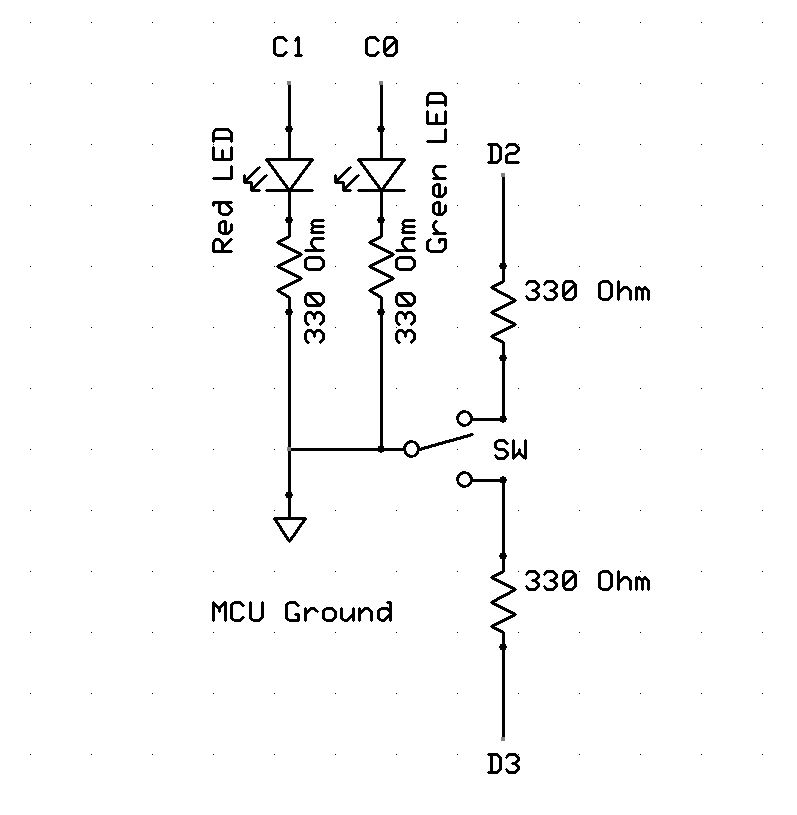 C1
C0
Red LED
Green LED
D2
330 Ohm
330 Ohm
330 Ohm
SW
330 Ohm
MCU Ground
D3